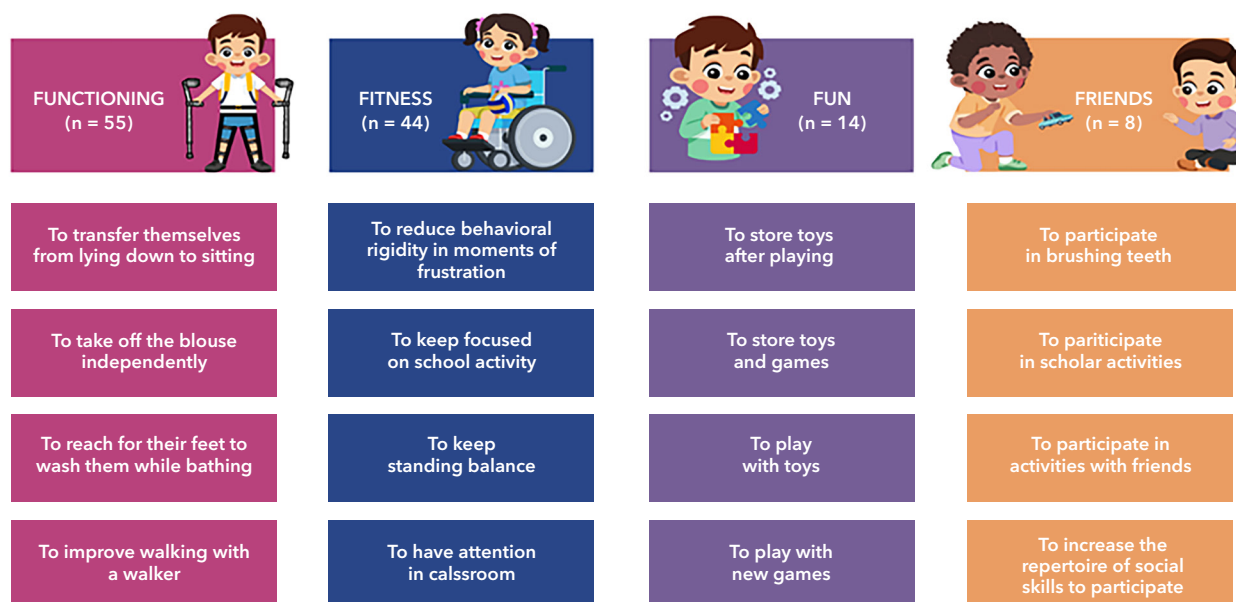 FUNCTIONING
(n = 55)
FITNESS
(n = 44)
FUN
(n = 14)
FRIENDS
(n = 8)
To transfer themselves
from lying down to sitting
To reduce behavioral
rigidity in moments of
frustration
To store toys
after playing
To participate
in brushing teeth
To take off the blouse
independently
To keep focused
on school activity
To store toys
and games
To pariticipate
in scholar activities
To reach for their feet to
wash them while bathing
To keep
standing balance
To play
with toys
To participate in
activities with friends
To improve walking with
a walker
To have attention
in calssroom
To play with
new games
To increase the
repertoire of social
skills to participate